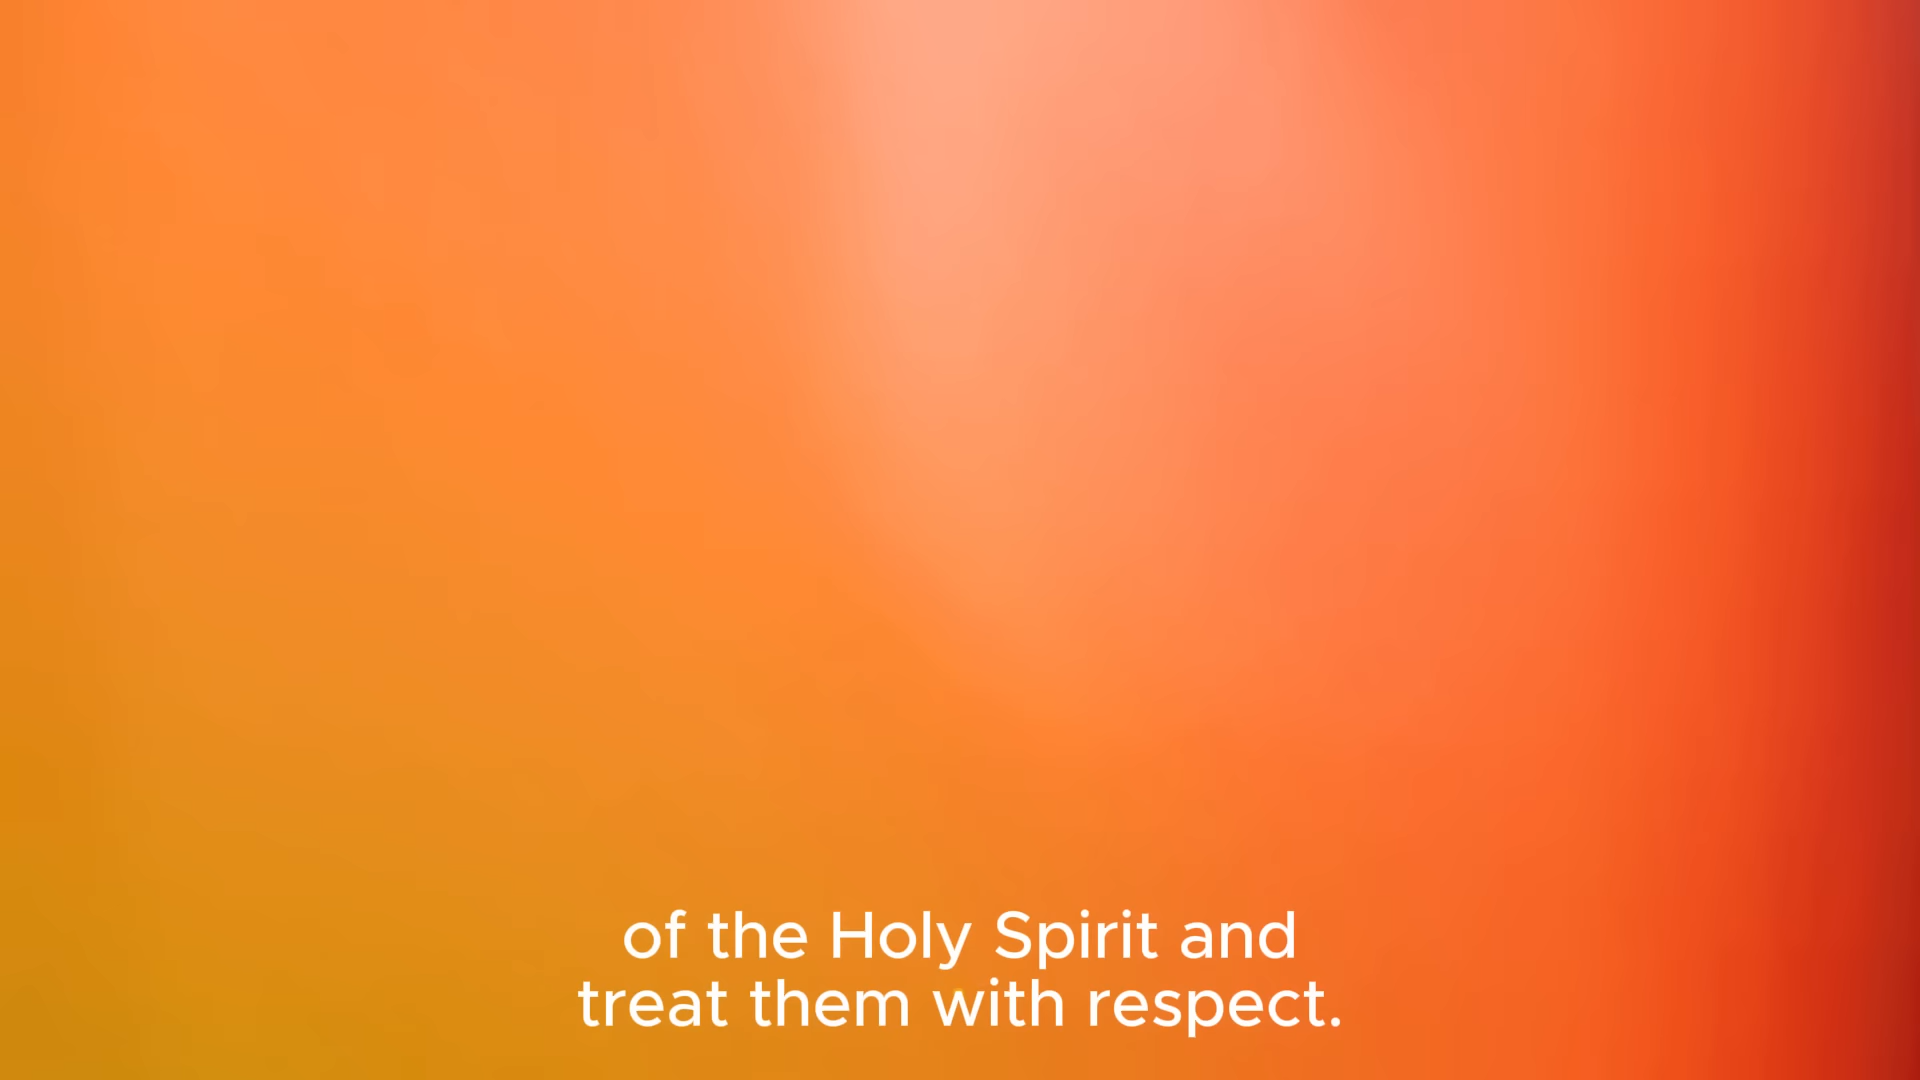 of the Holy Spirit and
treat them with respect.